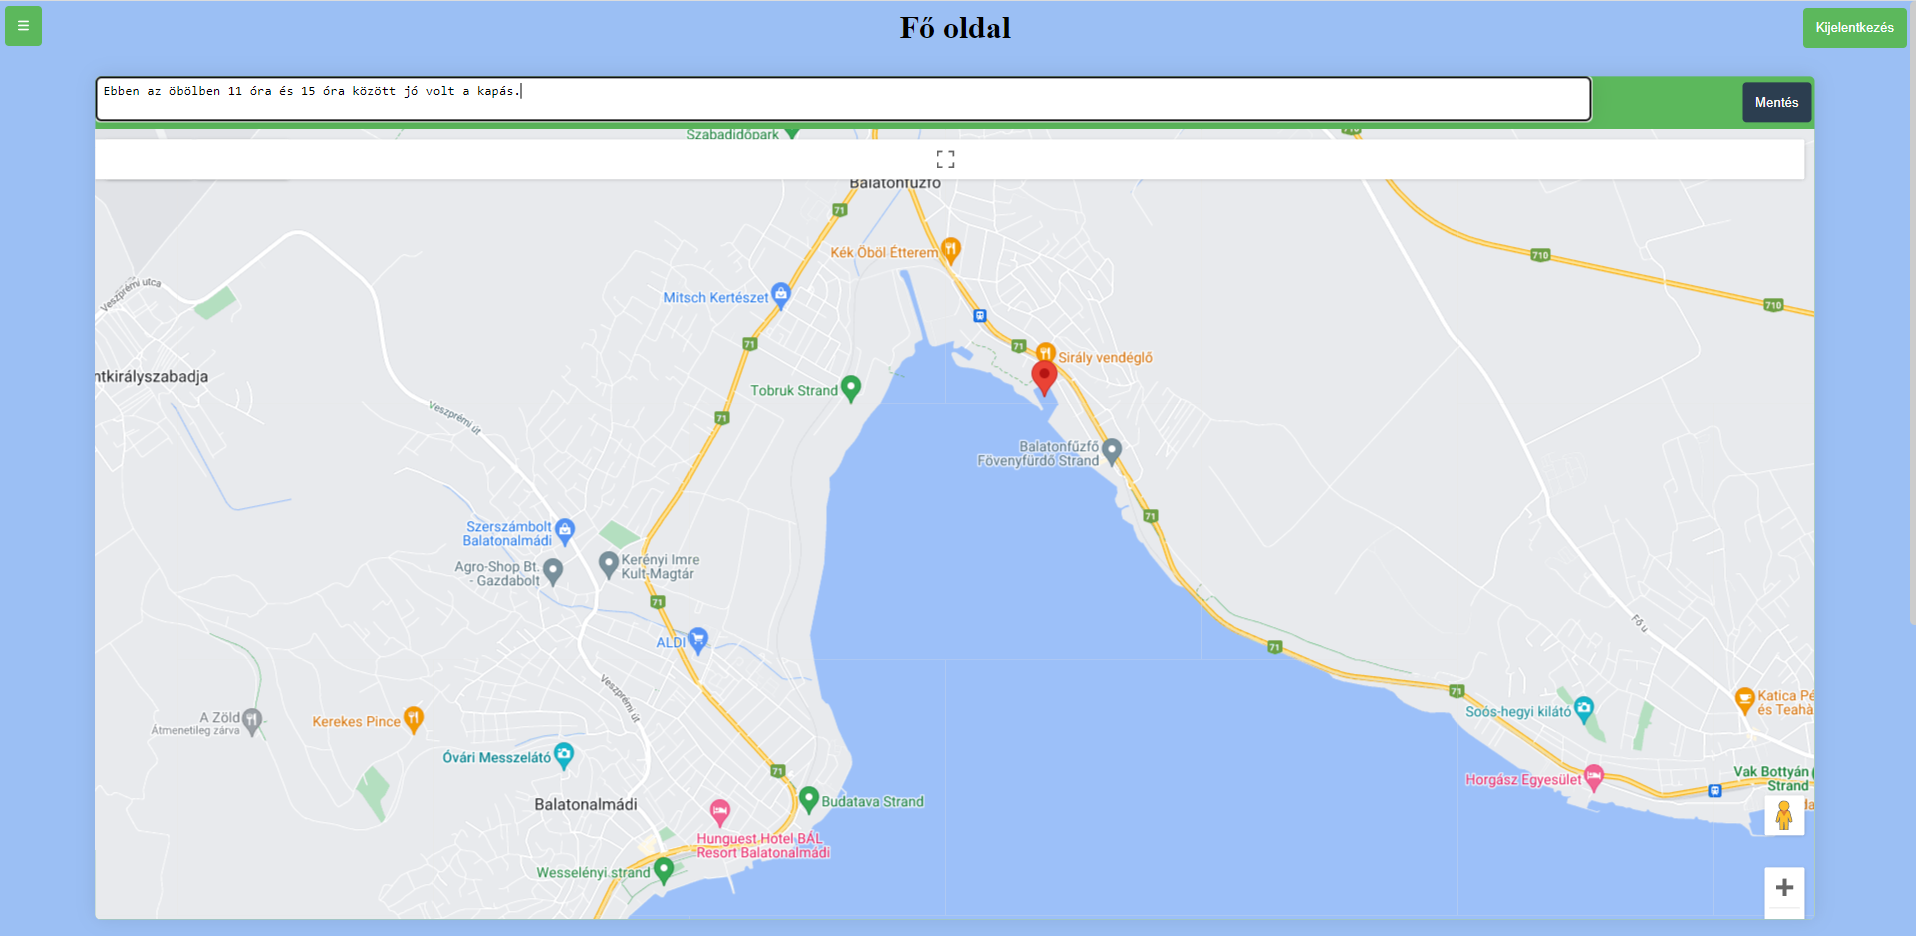 ☰
Fő oldal
Kijelentkezés
Ebben az öbölben 11 óra és 15 óra között jó volt a kapás.
Mentés
Szabadidőpark
710
Balatonfűzfő
71
Kék Öböl Étterem
710
Veszprémi utca
Mitsch Kertészet
710
71
71
Sirály vendéglő
ntkirályszabadja
Tobruk Strand
Veszprémi út
71
Balatonfűzfő
Fövenyfürdő Strand
71
Szerszámbolt
Balatonalmádi
Agro-Shop Bt.
- Gazdabolt
Kerényi Imre
Kult-Magtár
71
Fő u
ALDI
71
Veszprémi út
71
Katica Pé
és Teahá
Soós-hegyi kilátó
A Zöld
Átmenetileg zárva
Kerekes Pince
Óvári Messzelátó
71
Horgász Egyesület
Vak Bottyán
Strand
Balatonalmádi
Budatava Strand
da
Hunguest Hotel BÁL
Resort Balatonalmádi
Wesselényi strand
+